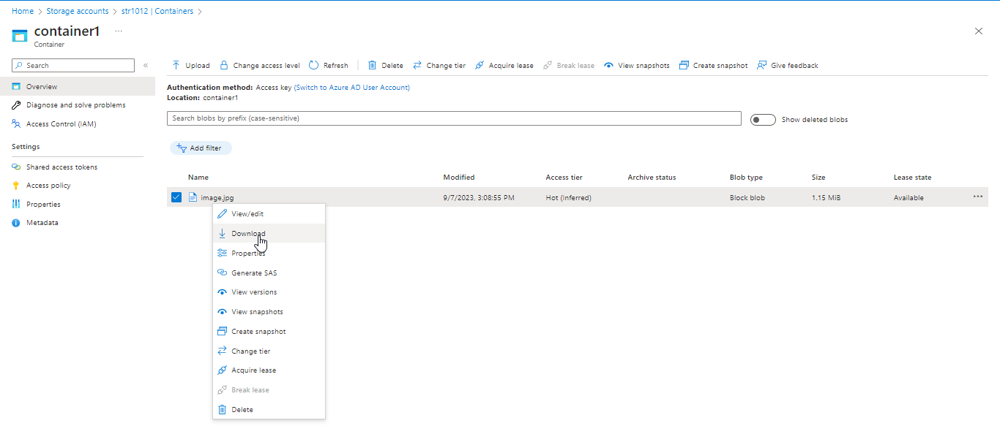 Home > Storage accounts > str1012 | Containers >
container1 ...
Container
Search «
Upload Change access level Refresh Delete Change tier Acquire lease Break lease View snapshots Create snapshot Give feedback
Overview
Diagnose and solve problems
Access Control (IAM)
Settings
Shared access tokens
Access policy
Properties
Metadata
Authentication method: Access key (Switch to Azure AD User Account)
Location: container1
Search blobs by prefix (case-sensitive) Show deleted blobs
Add filter
Name Modified Access tier Archive status Blob type Size Lease state
image.jpg 9/7/2023, 3:08:55 PM Hot (Inferred) Block blob 1.15 MiB Available ...
View/edit
Download
Properties
Generate SAS
View versions
View snapshots
Create snapshot
Change tier
Acquire lease
Break lease
Delete